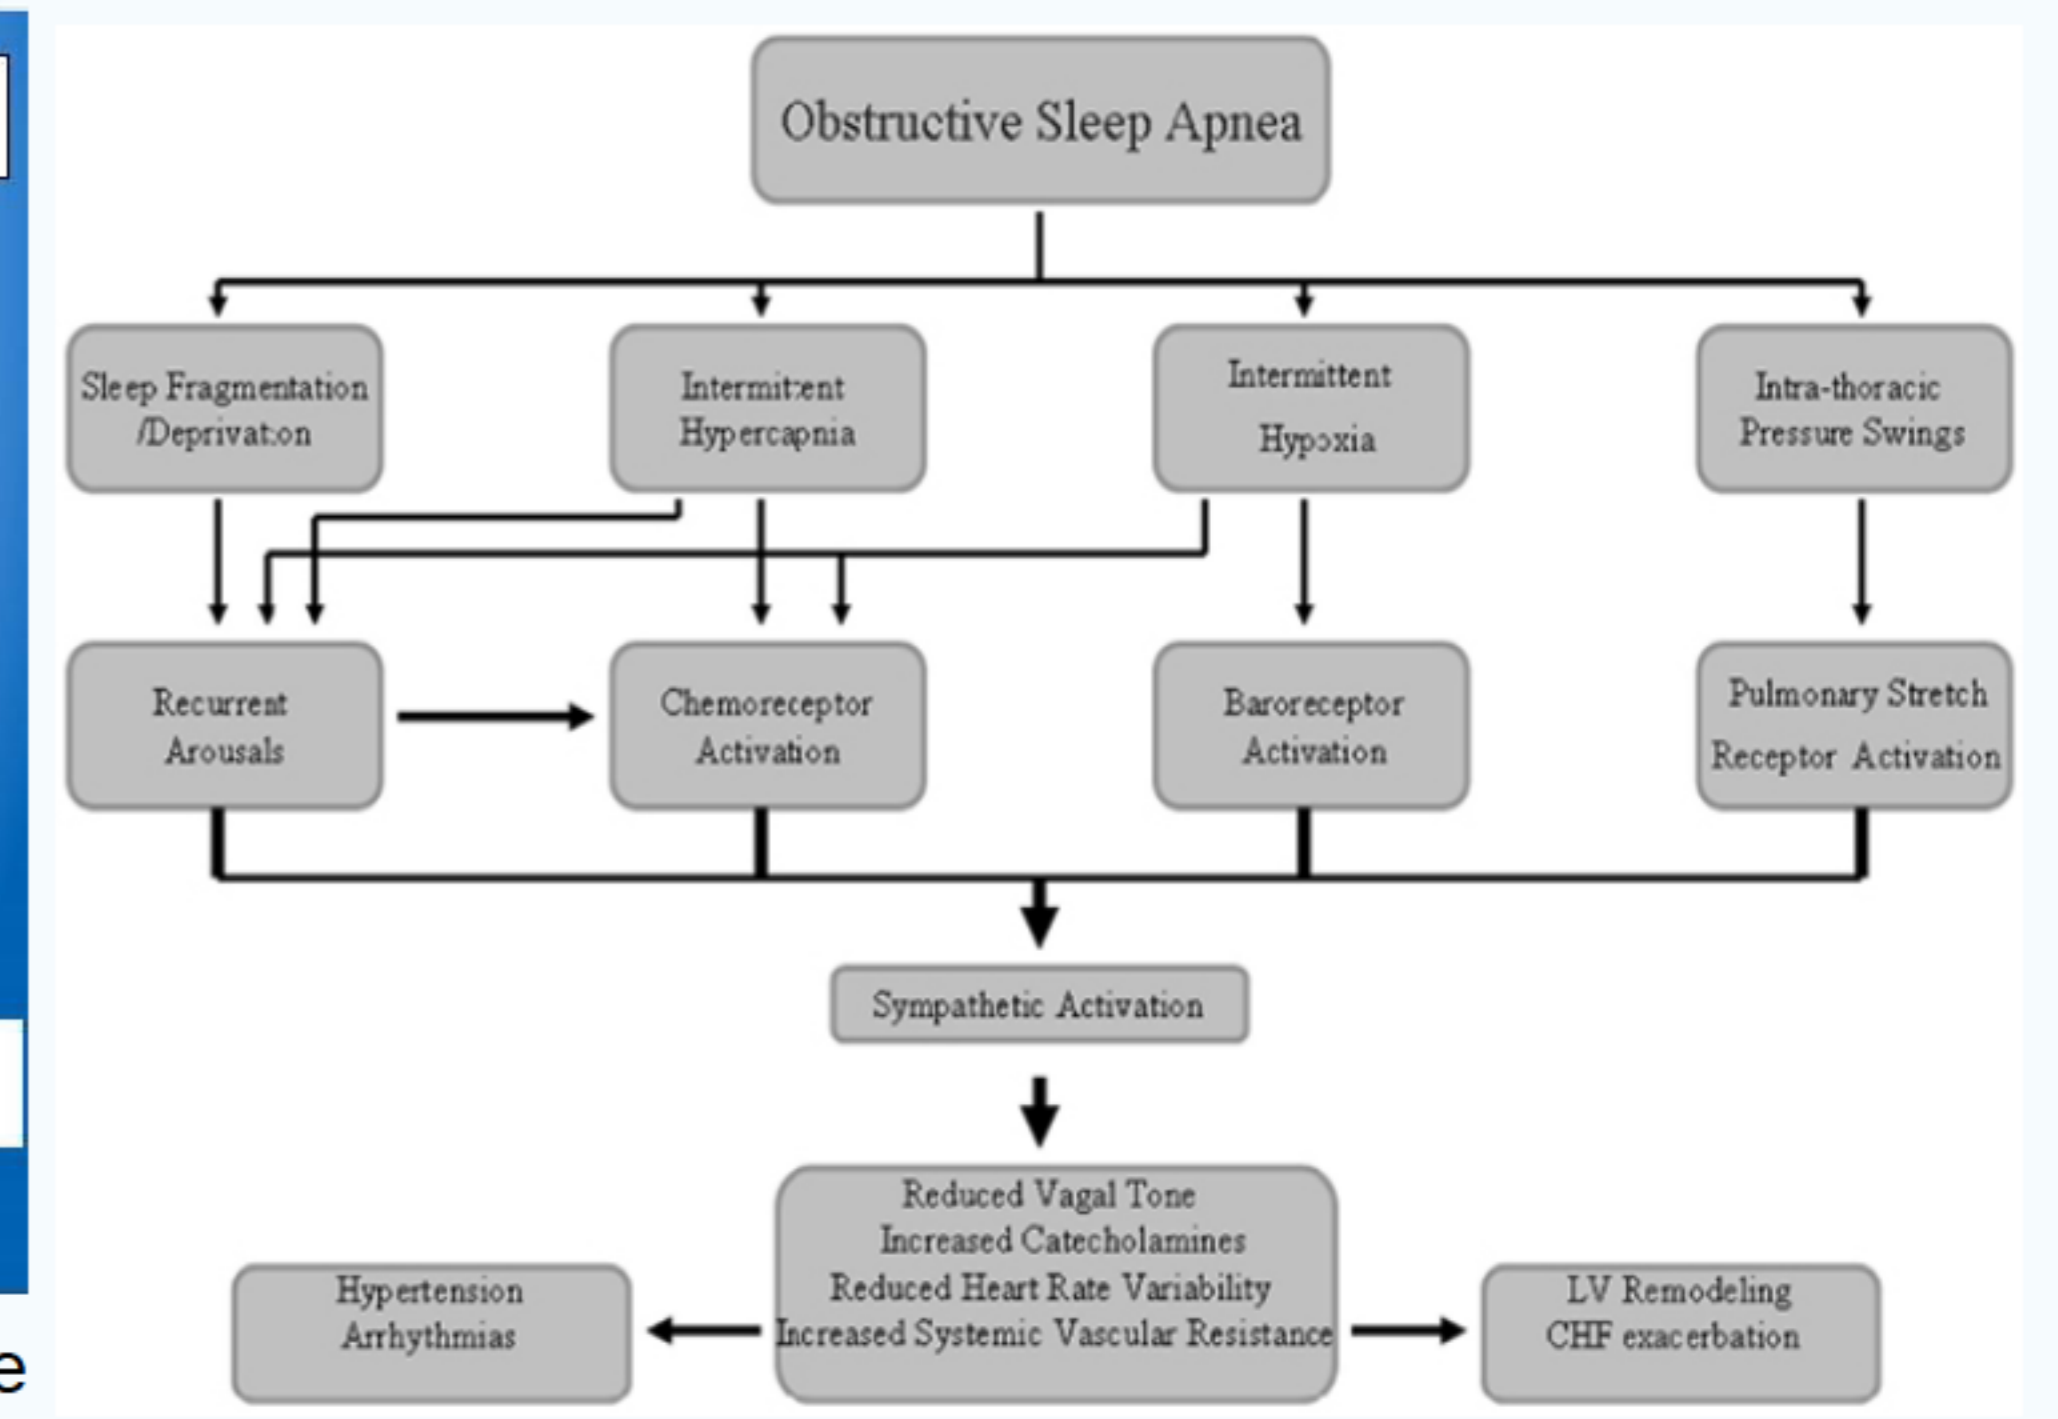 Obstructive Sleep Apnea
Sleep Fragmentation
/Deprivation
Intermittent
Hypercapnia
Intermittent
Hypoxia
Intra-thoracic
Pressure Swings
Recurrent
Arousals
Chemoreceptor
Activation
Baroreceptor
Activation
Pulmonary Stretch
Receptor Activation
Sympathetic Activation
Reduced Vagal Tone
Increased Catecholamines
Reduced Heart Rate Variability
Increased Systemic Vascular Resistance
Hypertension
Arrhythmias
LV Remodeling
CHF exacerbation
e